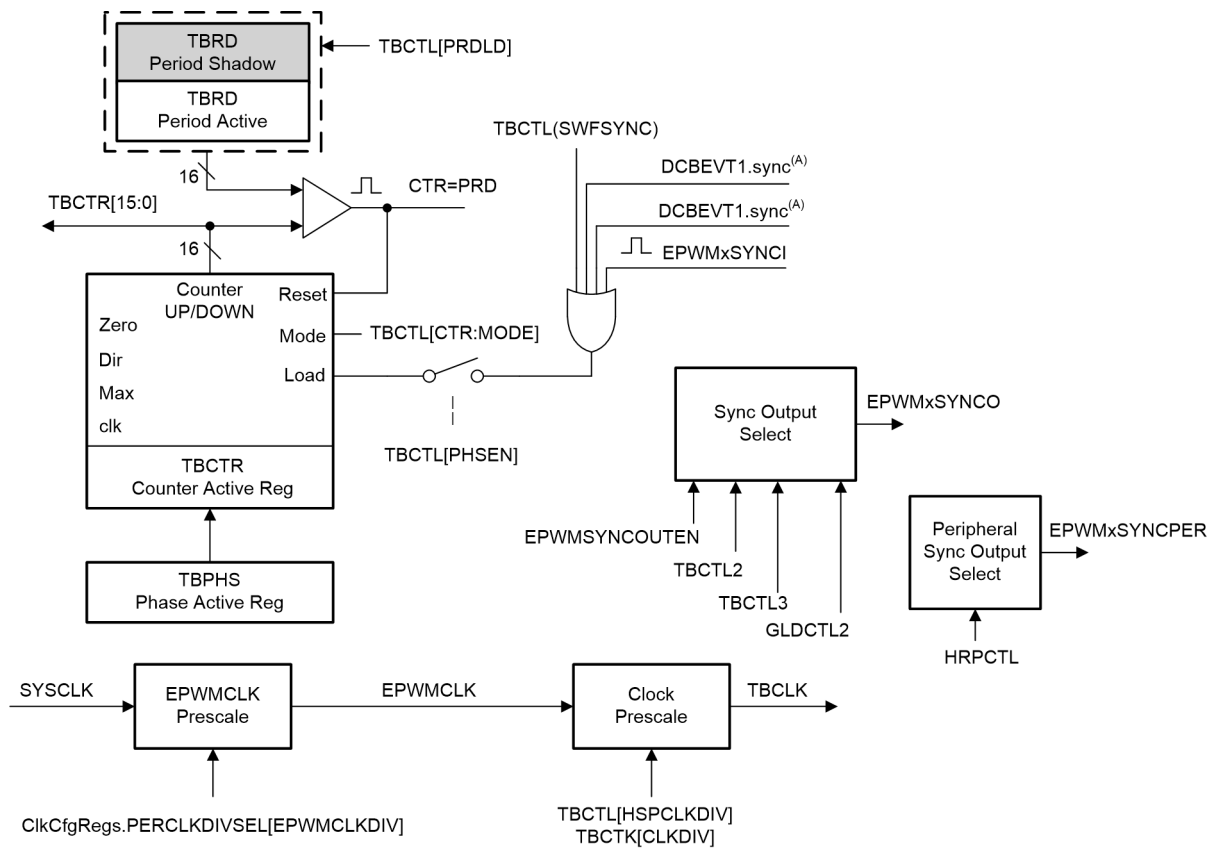 TBRD
Period Shadow
TBRD
Period Active
TBCTL[PRDLD]
16
CTR=PRD
TBCTR[15:0]
16
TBCTL(SWFSYNC)
DCBEVT1.sync(A)
DCBEVT1.sync(A)
EPWMxSYNCI
Counter
UP/DOWN
Reset
Zero
Mode
TBCTL[CTR:MODE]
Dir
Load
Max
clk
TBCTL[PHSEN]
TBCTR
Counter Active Reg
TBPHS
Phase Active Reg
Sync Output
Select
EPWMxSYNCO
EPWMSYNCOUTEN
TBCTL2
TBCTL3
GLDCTL2
Peripheral
Sync Output
Select
EPWMxSYNCPER
HRPCTL
SYSCLK
EPWMCLK
Prescale
EPWMCLK
Clock
Prescale
TBCLK
ClkCfgRegs.PERCLKDIVSEL[EPWMCLKDIV]
TBCTL[HSPCLKDIV]
TBCTK[CLKDIV]